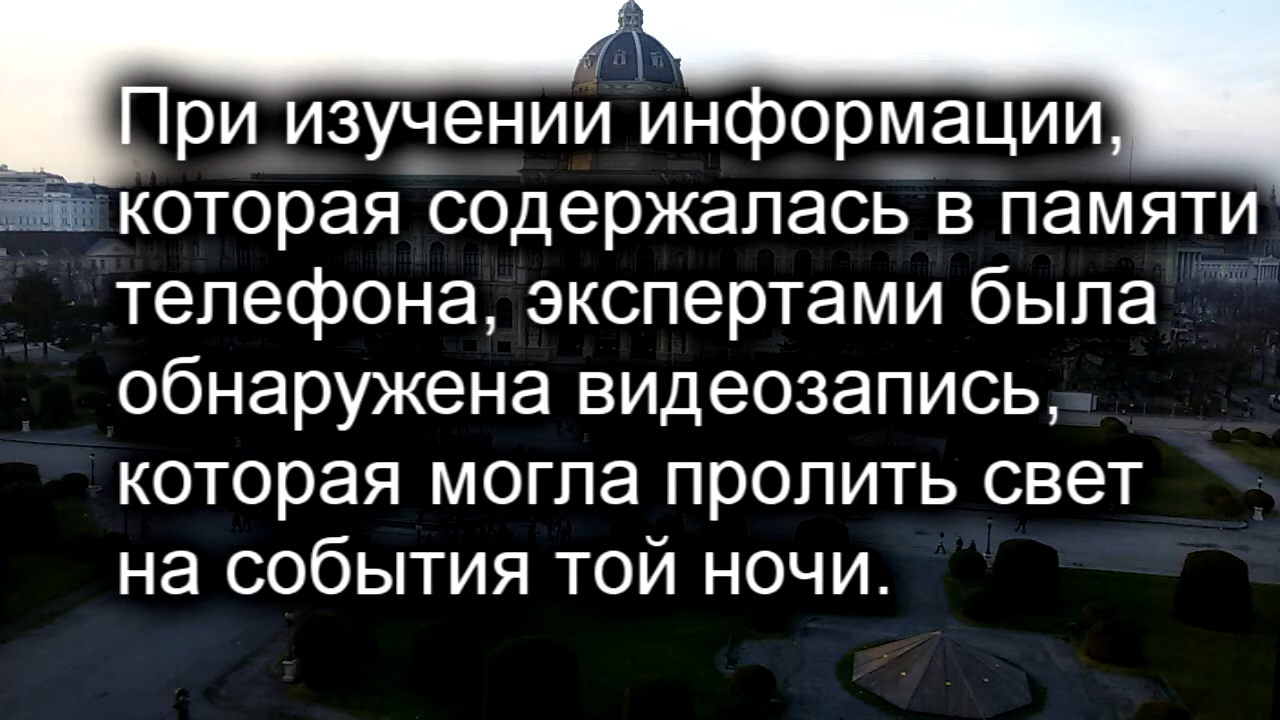 При изучении информации,
которая содержалась в памяти
телефона, экспертами была
обнаружена видеозапись,
которая могла пролить свет
на события той ночи.